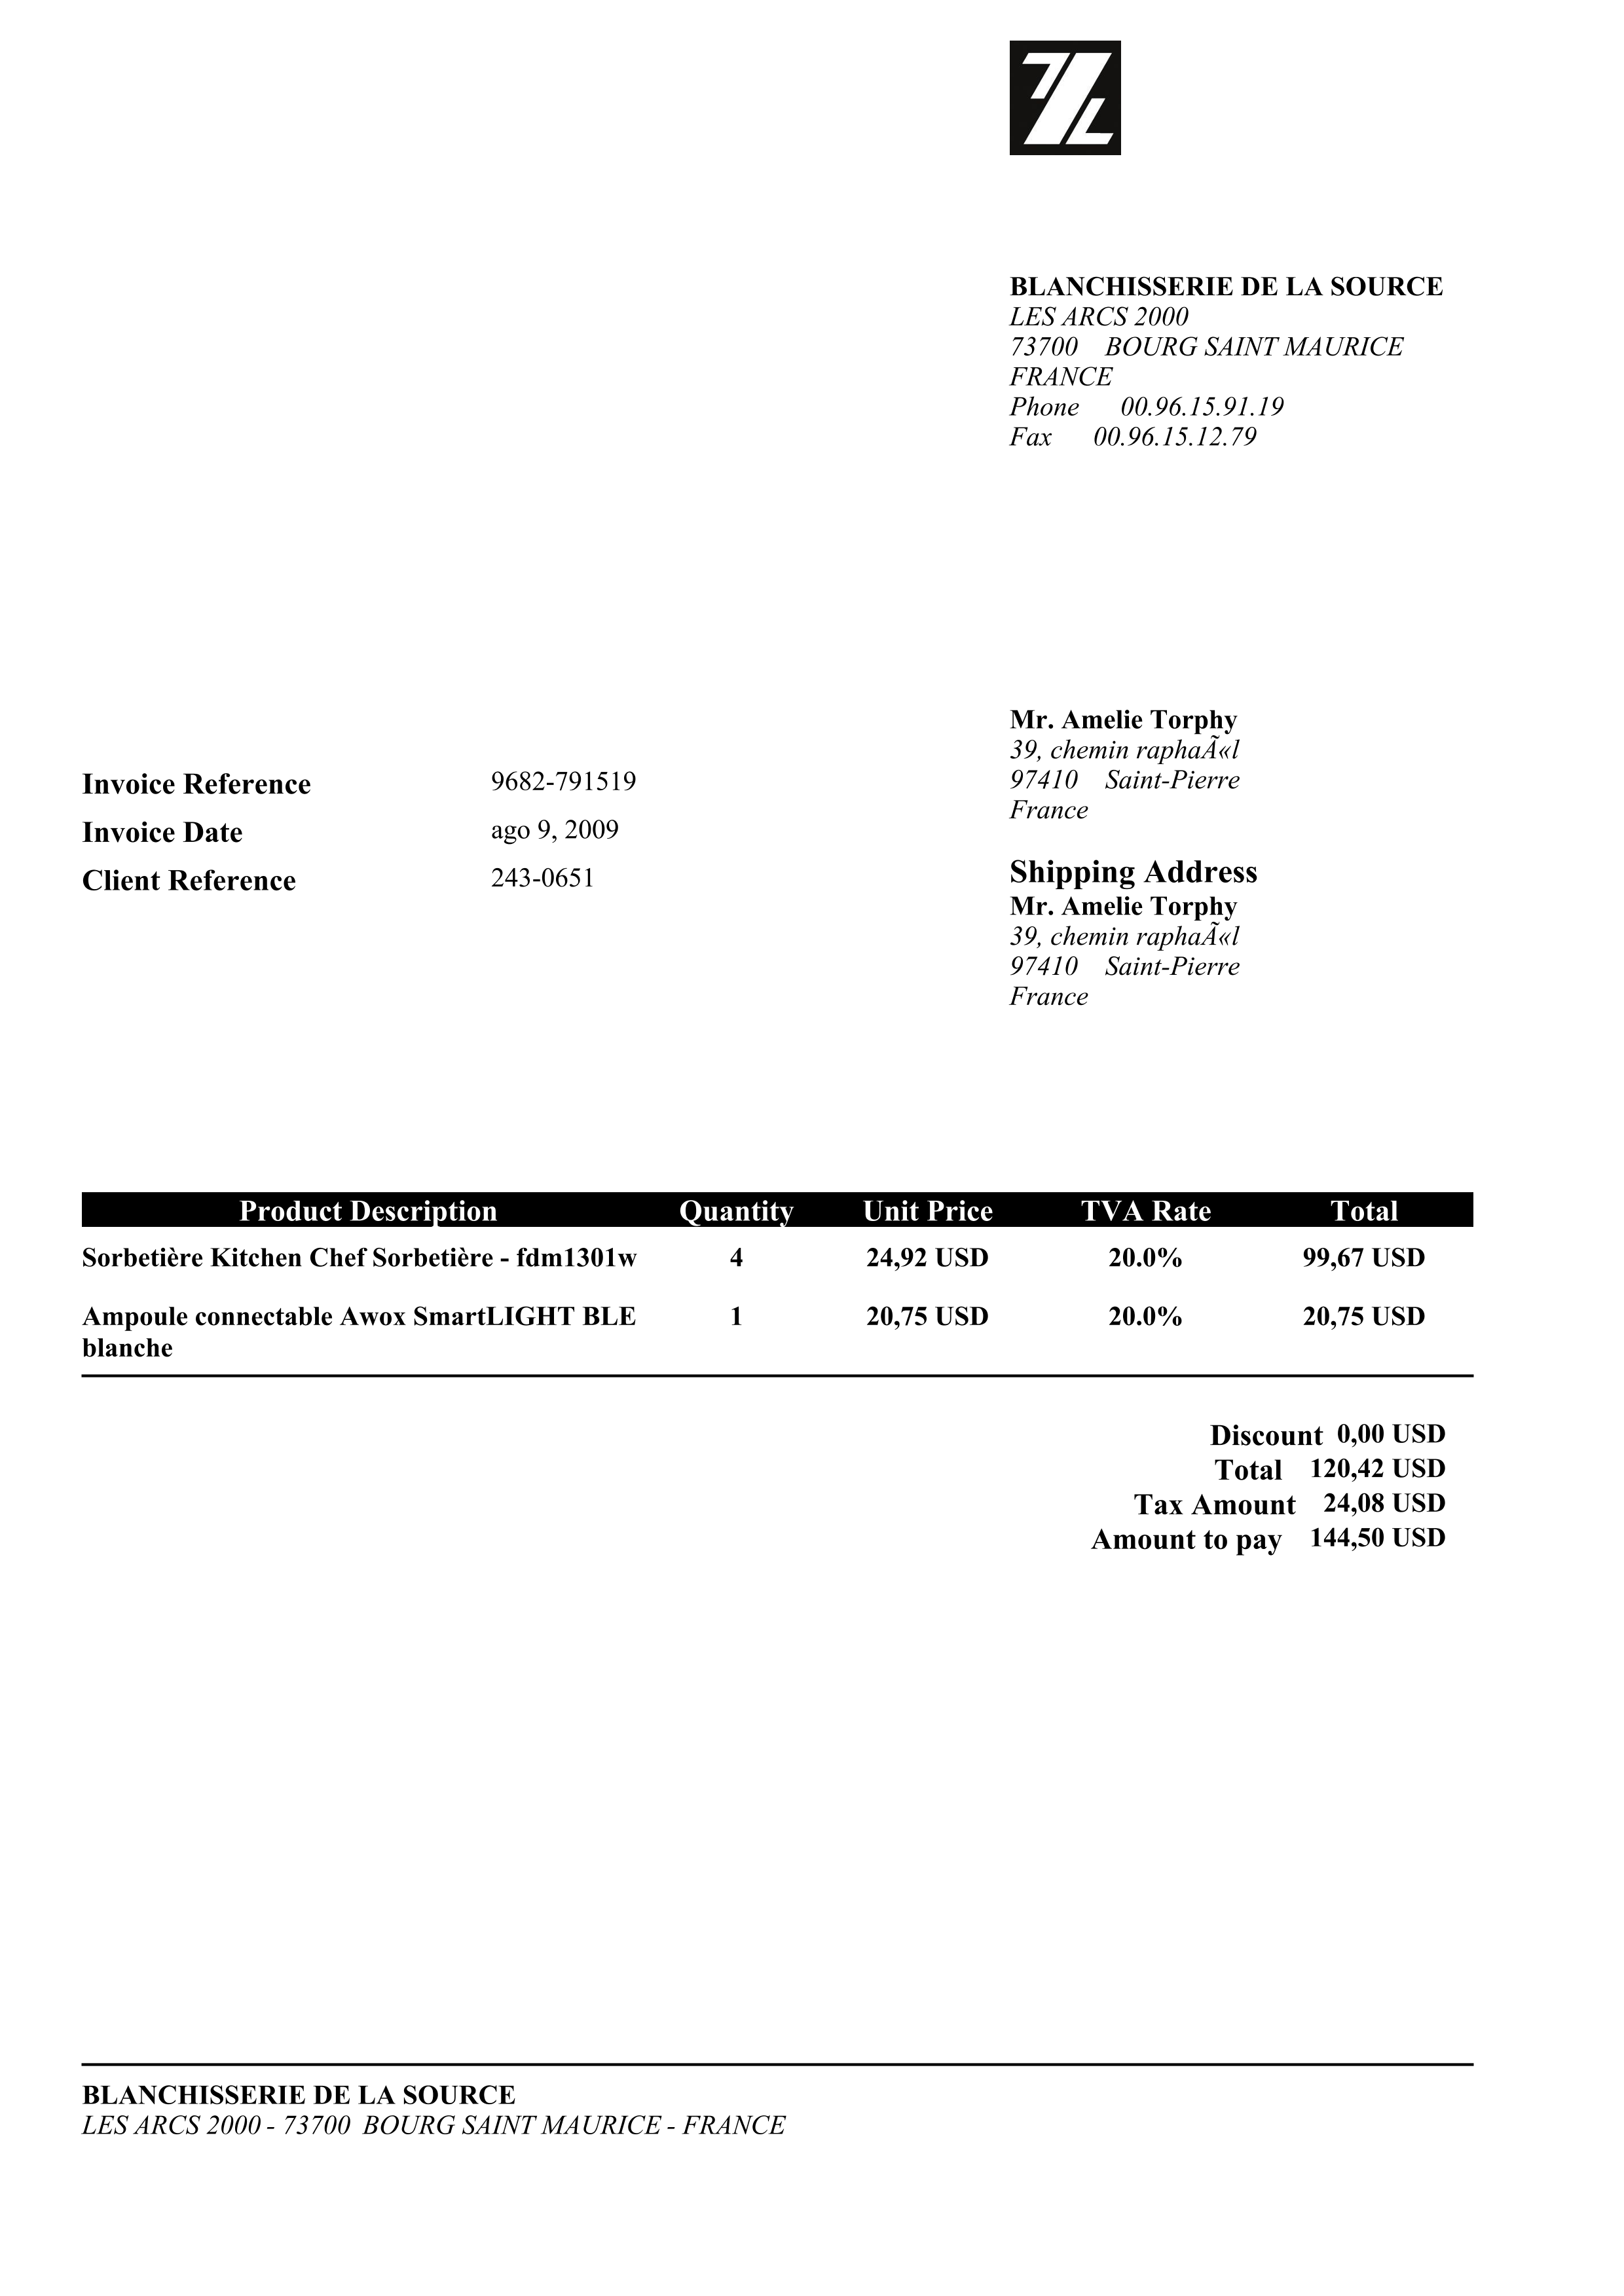 BLANCHISSERIE DE LA SOURCE
LES ARCS 2000
73700 BOURG SAINT MAURICE
FRANCE
Phone 00.96.15.91.19
Fax 00.96.15.12.79
Mr. Amelie Torphy
39, chemin raphaÃ«l
97410 Saint-Pierre
France
Invoice Reference 9682-791519
Invoice Date ago 9, 2009
Client Reference 243-0651
Shipping Address
Mr. Amelie Torphy
39, chemin raphaÃ«l
97410 Saint-Pierre
France
Product Description Quantity Unit Price TVA Rate Total
Sorbetière Kitchen Chef Sorbetière - fdm1301w 4 24,92 USD 20.0% 99,67 USD
Ampoule connectable Awox SmartLIGHT BLE 1 20,75 USD 20.0% 20,75 USD
blanche
Discount 0,00 USD
Total 120,42 USD
Tax Amount 24,08 USD
Amount to pay 144,50 USD
BLANCHISSERIE DE LA SOURCE
LES ARCS 2000 - 73700 BOURG SAINT MAURICE - FRANCE